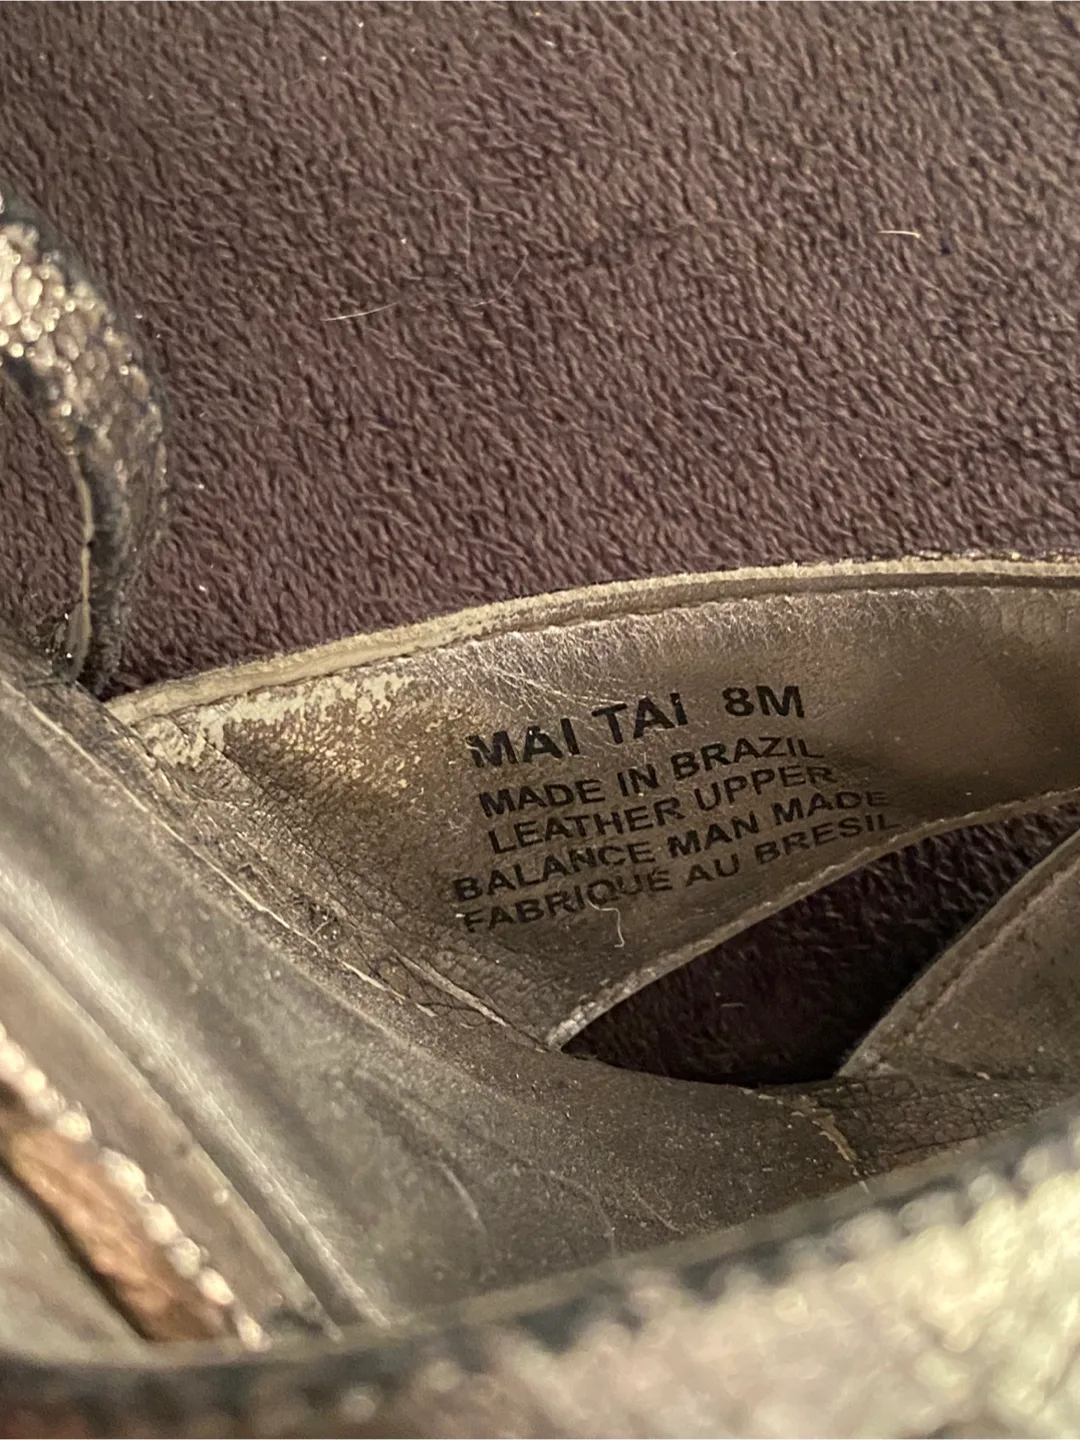 MAI TAI 8M
MADE IN BRAZIL
LEATHER UPPER
BALANCE MAN MADE
FABRIQUÉ AU BRESIL